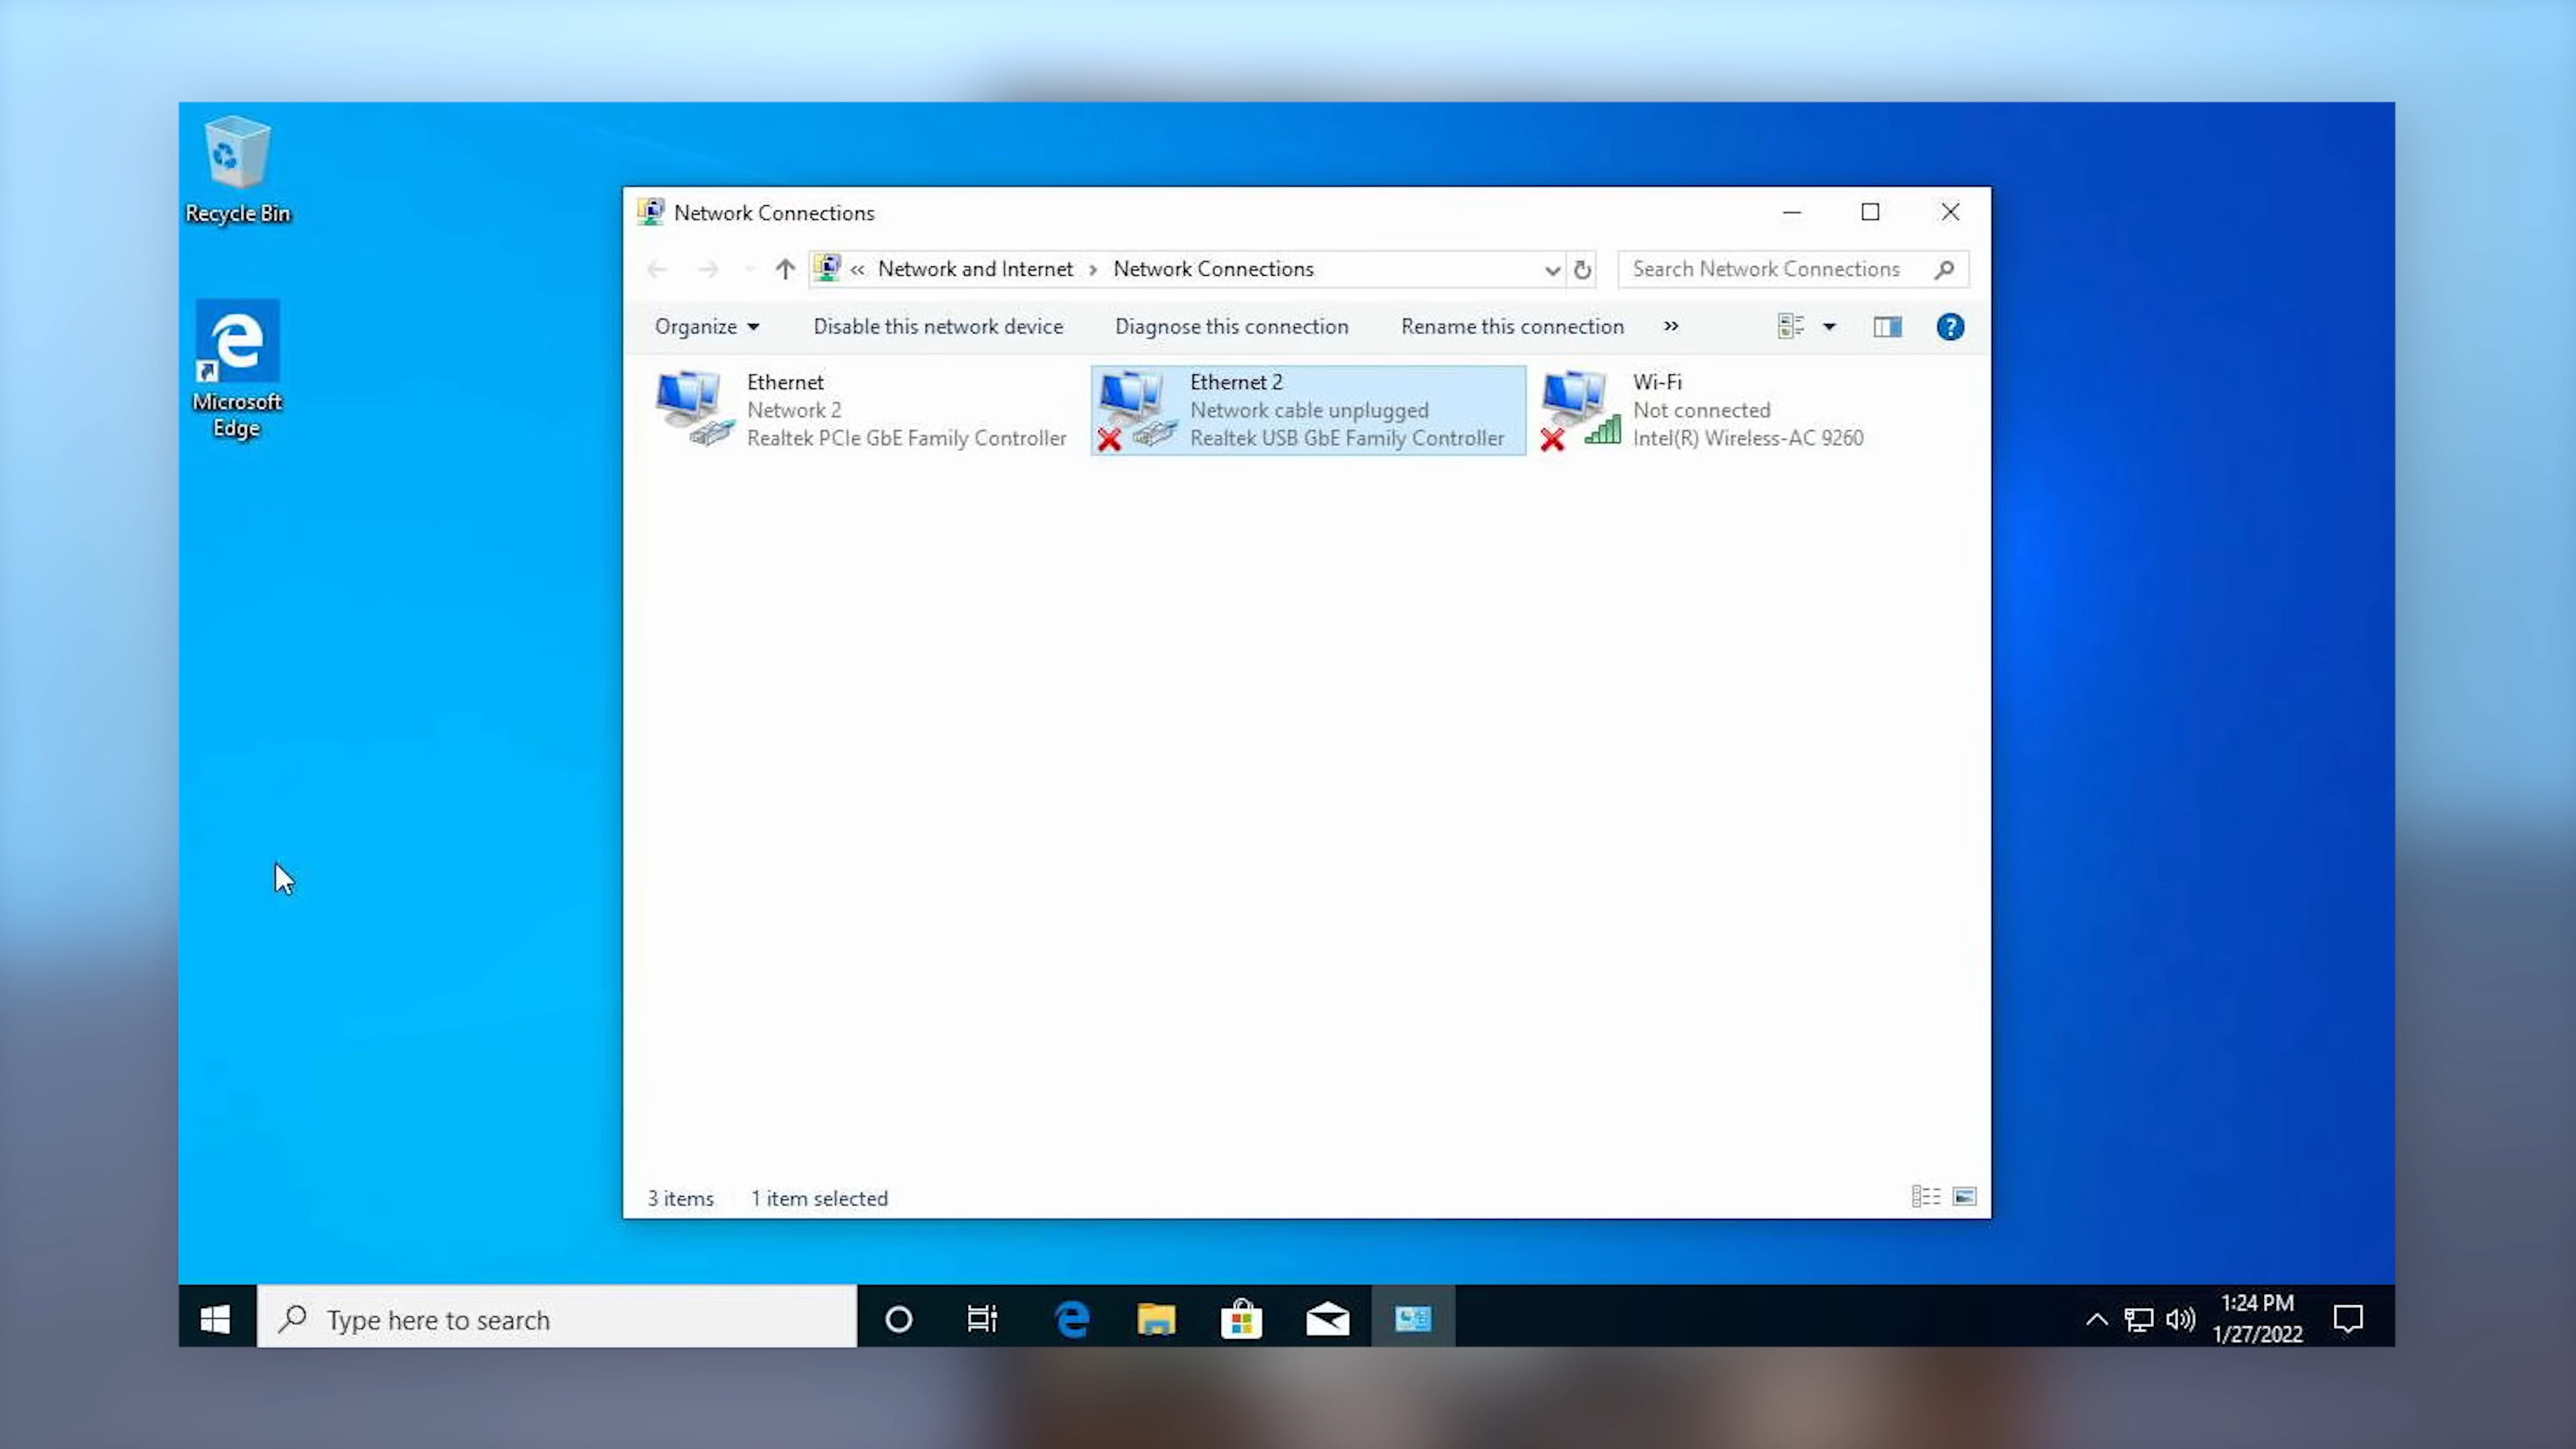 Recycle Bin
Microsoft
Edge
Network Connections
« Network and Internet › Network Connections
Search Network Connections
Organize
Disable this network device
Diagnose this connection
Rename this connection
»
?
Ethernet
Network 2
Realtek PCIe GbE Family Controller
Ethernet 2
Network cable unplugged
Realtek USB GbE Family Controller
Wi-Fi
Not connected
Intel(R) Wireless-AC 9260
3 items
1 item selected
Type here to search
1:24 PM
1/27/2022